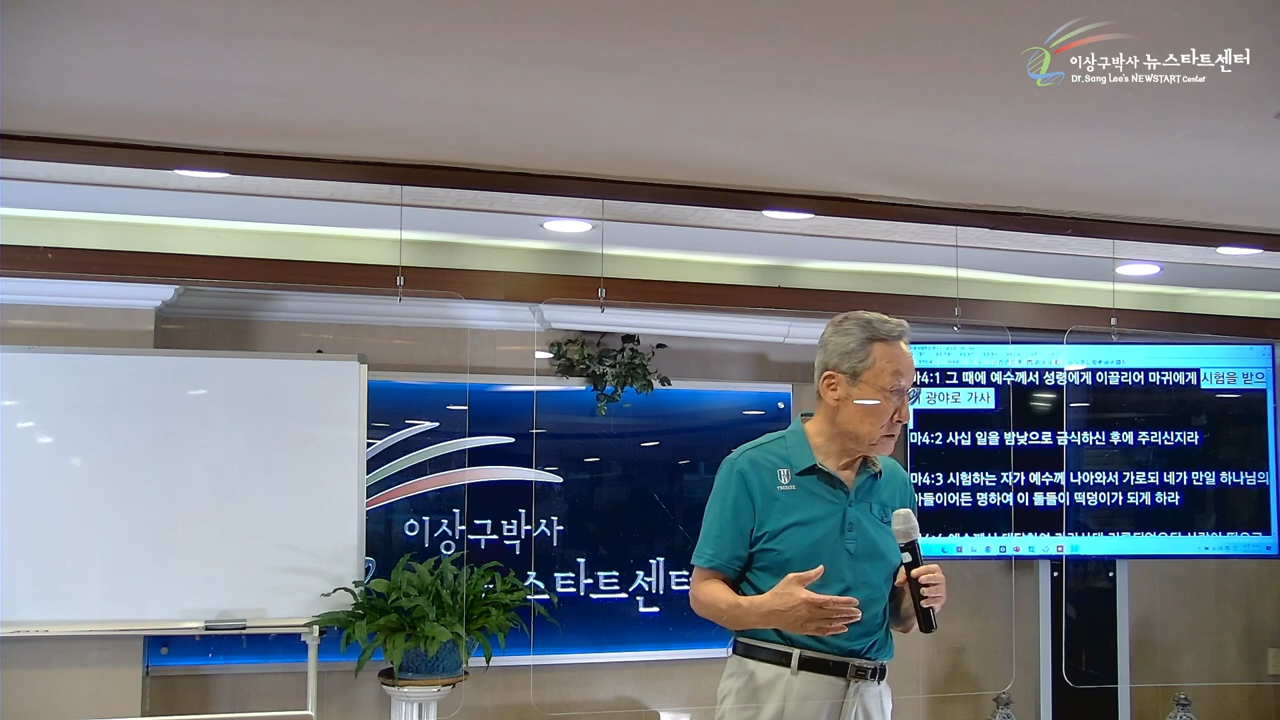 이상구박사 뉴스타트센터
Dr. Sang Lee's NEWSTART Center
마4:1 그 때에 예수께서 성령에게 이끌리어 마귀에게 시험을 받으
광야로 가사
마4:2 사십 일을 밤낮으로 금식하신 후에 주리신지라
마4:3 시험하는 자가 예수께 나아와서 가로되 네가 만일 하나님의
아들이어든 명하여 이 돌들이 떡덩이가 되게 하라
이상구박사
스타트센터